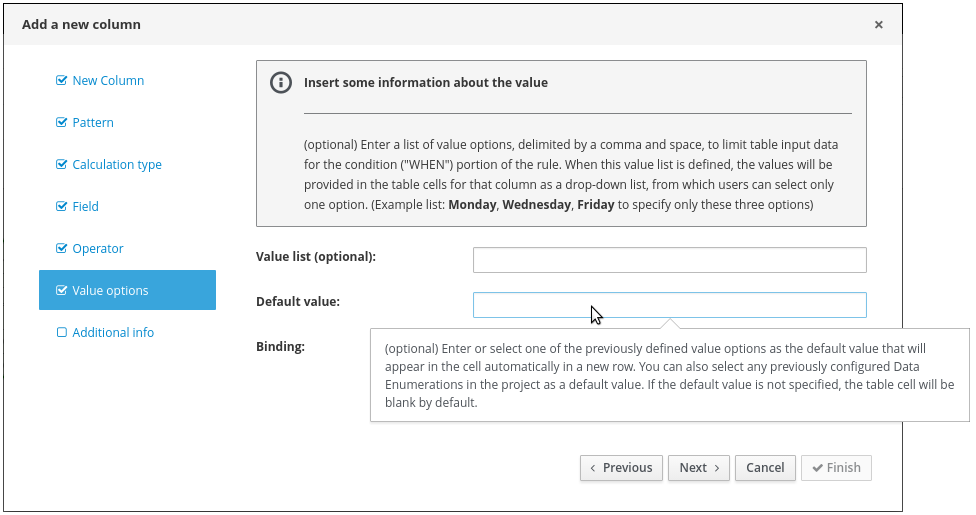 Add a new column
×
New Column
Pattern
Calculation type
Field
Operator
Value options
Additional info
Insert some information about the value
(optional) Enter a list of value options, delimited by a comma and space, to limit table input data
for the condition ("WHEN") portion of the rule. When this value list is defined, the values will be
provided in the table cells for that column as a drop-down list, from which users can select only
one option. (Example list: Monday, Wednesday, Friday to specify only these three options)
Value list (optional):
Default value:
Binding:
(optional) Enter or select one of the previously defined value options as the default value that will
appear in the cell automatically in a new row. You can also select any previously configured Data
Enumerations in the project as a default value. If the default value is not specified, the table cell will be
blank by default.
Previous
Next
Cancel
Finish